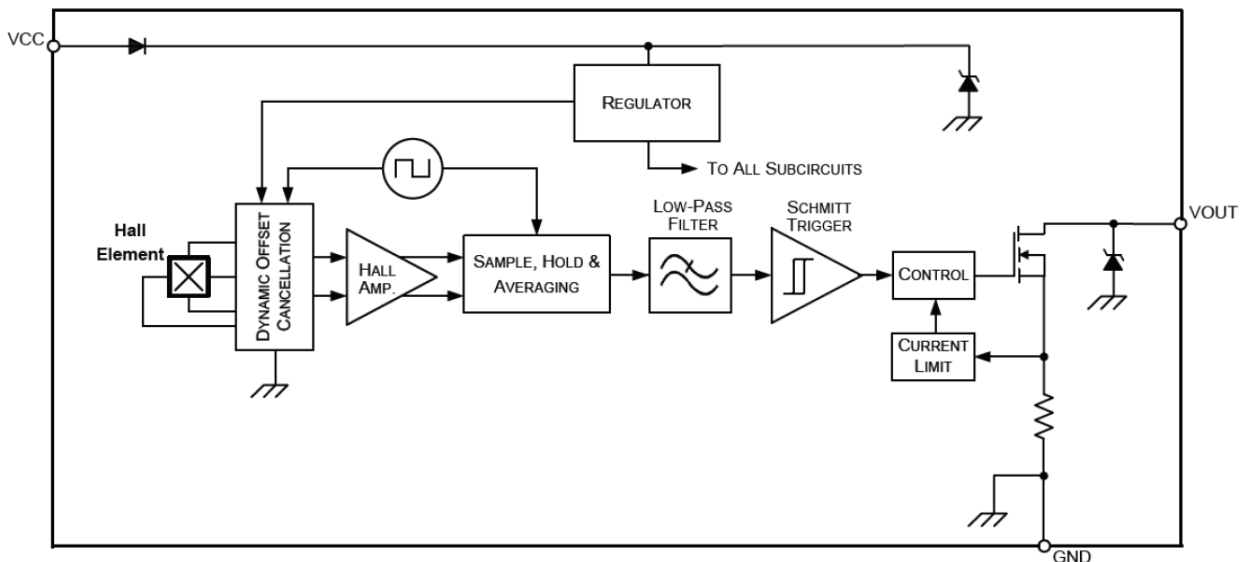 VCC
REGULATOR
TO ALL SUBCIRCUITS
LOW-PASS
FILTER
SCHMITT
TRIGGER
VOUT
Hall
Element
DYNAMIC OFFSET
CANCELLATION
HALL
AMP.
SAMPLE, HOLD &
AVERAGING
CONTROL
CURRENT
LIMIT
GND